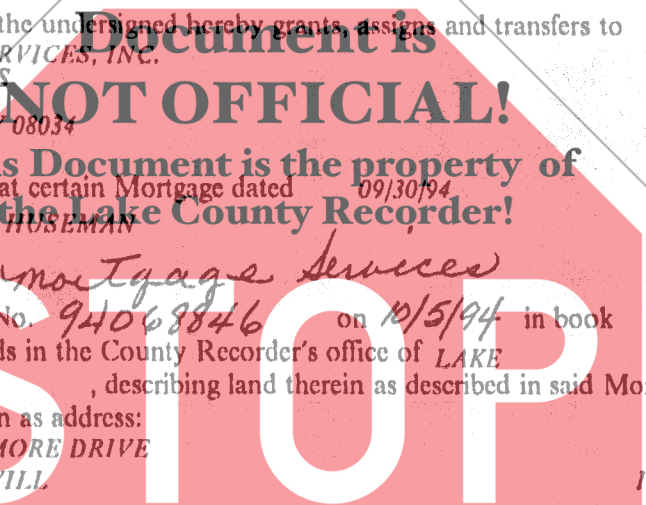 the undersigned hereby grants, assigns and transfers to
Document is
RVICES, INC.
NOT OFFICIAL!
08034
s Document is the property of
at certain Mortgage dated 09/30/94
the Lake County Recorder!
HUSEMAN
mortgage Services
No. 94068846 on 10/5/94 in book
ds in the County Recorder's office of LAKE
, describing land therein as described in said Mo
n as address:
MORE DRIVE
VILL
STOP